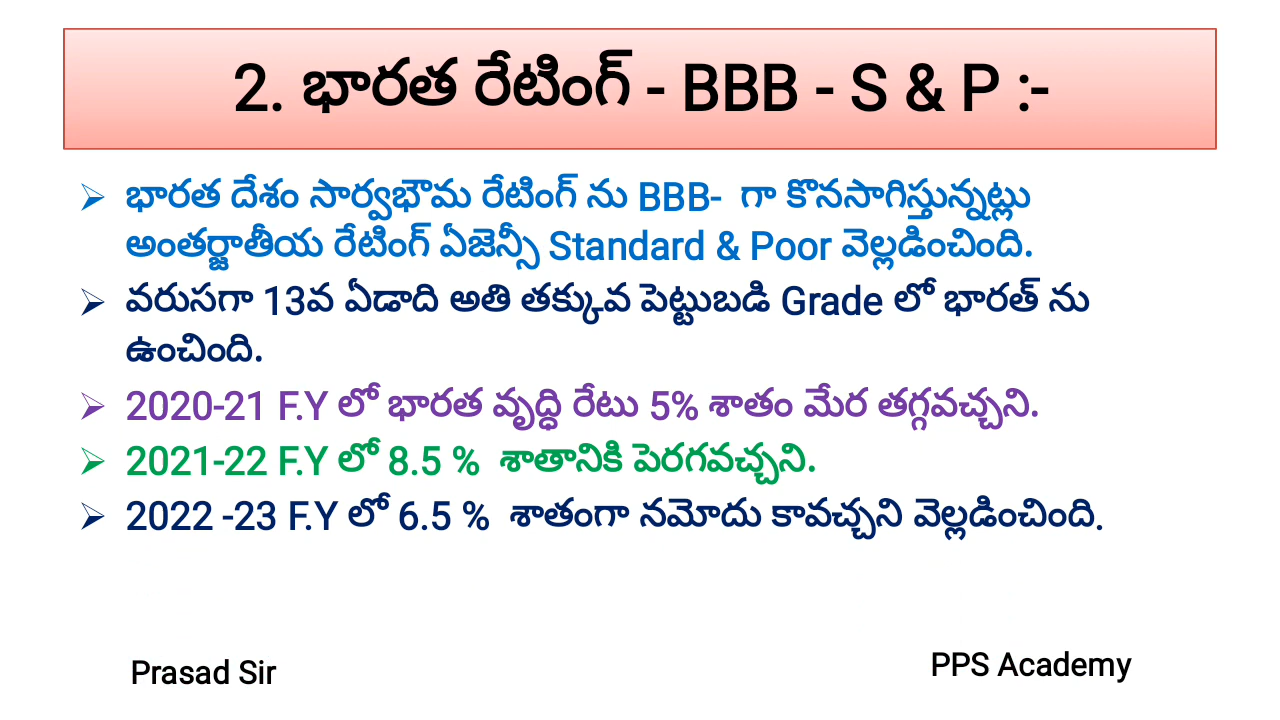 2. భారత రేటింగ్ - BBB - S & P :-
భారత దేశం సార్వభౌమ రేటింగ్ ను BBB- గా కొనసాగిస్తున్నట్లు
అంతర్జాతీయ రేటింగ్ ఏజెన్సీ Standard & Poor వెల్లడించింది.
వరుసగా 13వ ఏడాది అతి తక్కువ పెట్టుబడి Grade లో భారత్ ను
ఉంచింది.
2020-21 F.Y లో భారత వృద్ధి రేటు 5% శాతం మేర తగ్గవచ్చని.
2021-22 F.Y లో 8.5 % శాతానికి పెరగవచ్చని.
2022 -23 F.Y లో 6.5 % శాతంగా నమోదు కావచ్చని వెల్లడించింది.
Prasad Sir
PPS Academy